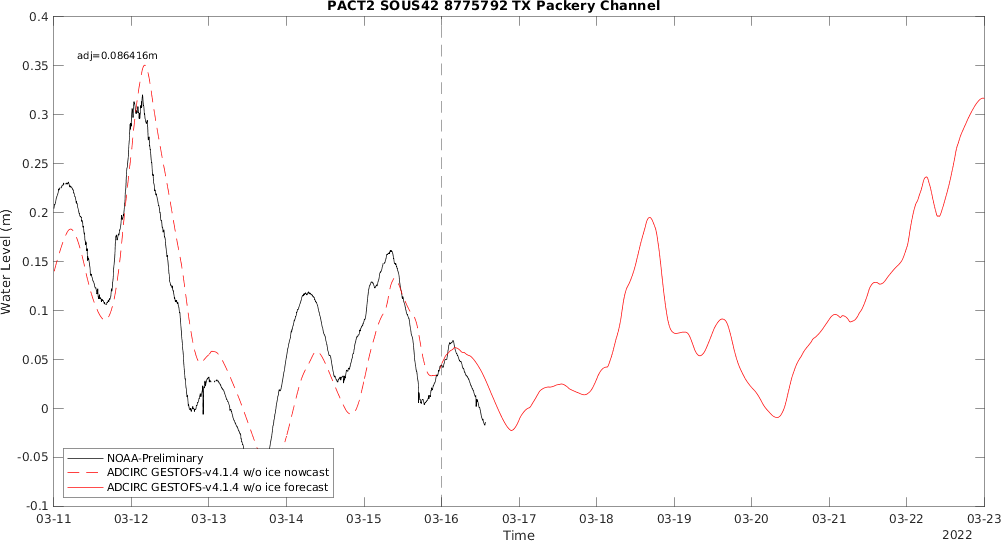 PACT2 SOUS42 8775792 TX Packery Channel
adj=0.086416m
0.4
0.35
0.3
0.25
0.2
0.15
0.1
0.05
0
-0.05
-0.1
Water Level (m)
NOAA-Preliminary
ADCIRC GESTOFS-v4.1.4 w/o ice nowcast
ADCIRC GESTOFS-v4.1.4 w/o ice forecast
03-11 03-12 03-13 03-14 03-15 03-16 03-17 03-18 03-19 03-20 03-21 03-22 03-23
Time
2022